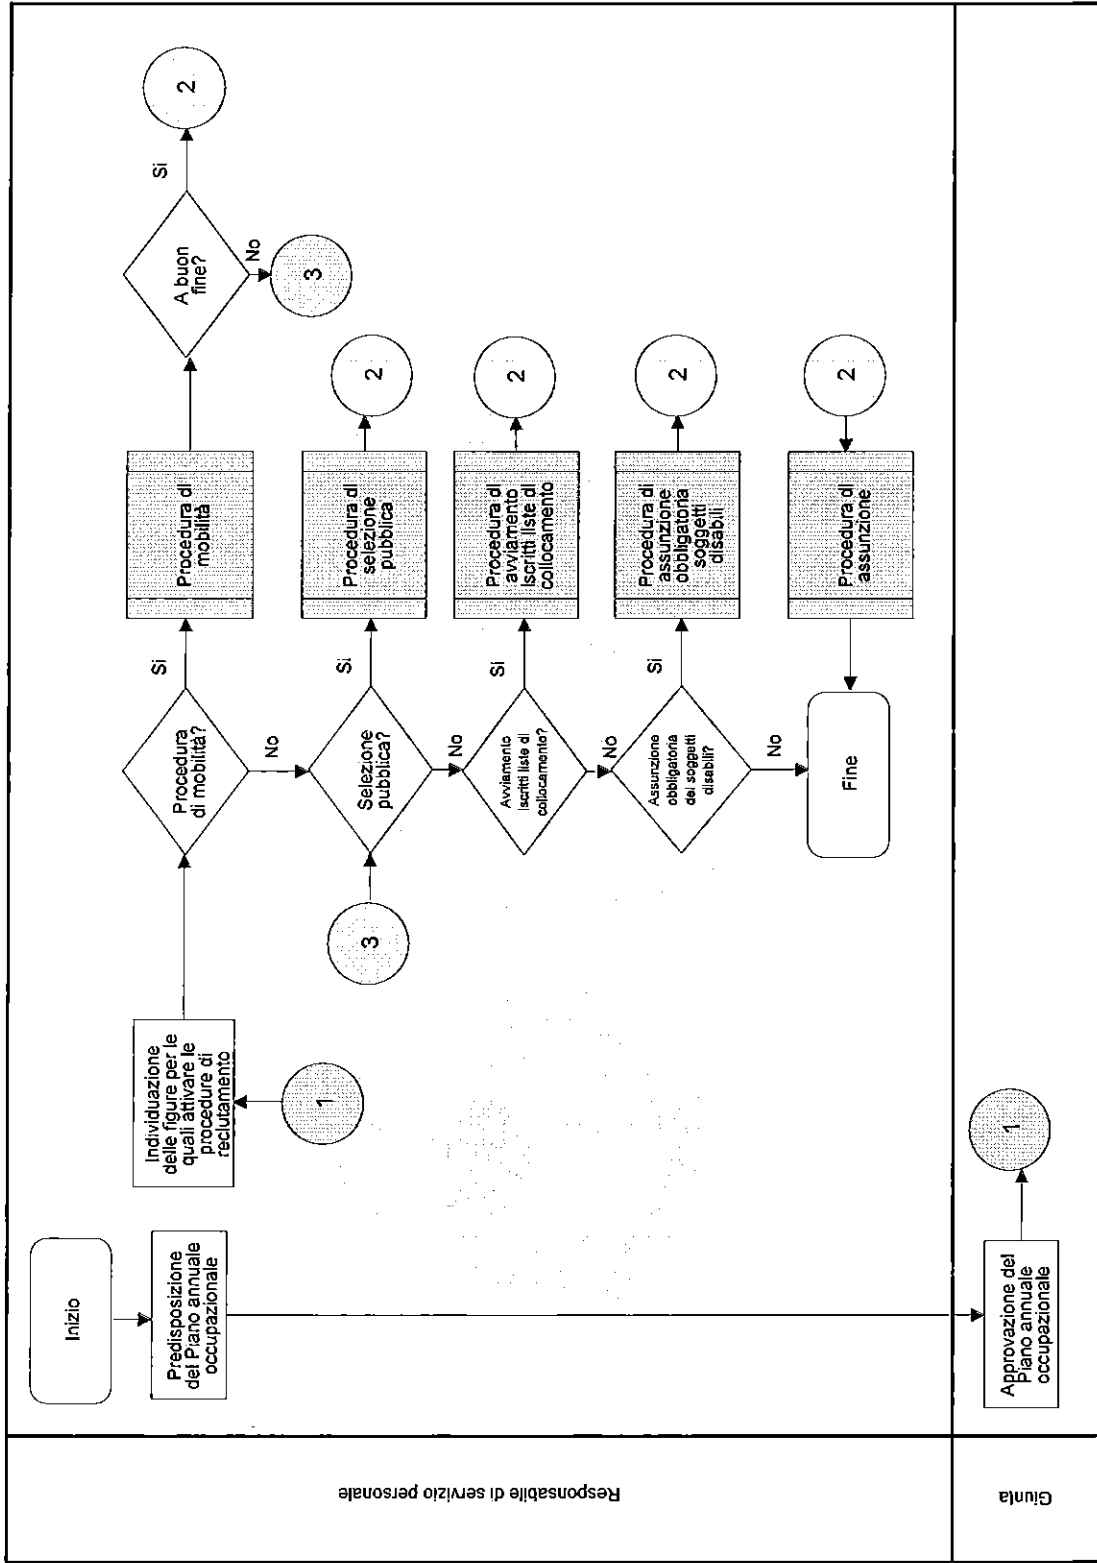 Responsabile di servizio personale
Inizio
Predisposizione
del Piano annuale
occupazionale
Individuazione
delle figure per le
quali attivare le
procedure di
reclutamento
1
Procedura
di mobilità?
Si
No
Procedura di
mobilità
A buon
fine?
Si
No
2
3
3
Selezione
pubblica?
Si
No
Procedura di
selezione
pubblica
2
Avviamento
Iscritti liste di
collocamento?
Si
No
Procedura di
avviamento
Iscritti liste di
collocamento
2
Assunzione
obbligatoria
dei soggetti
disabili?
Si
No
Procedura di
assunzione
obbligatoria
soggetti
disabili
2
Fine
Procedura di
assunzione
2
Giunta
Approvazione del
Piano annuale
occupazionale
1